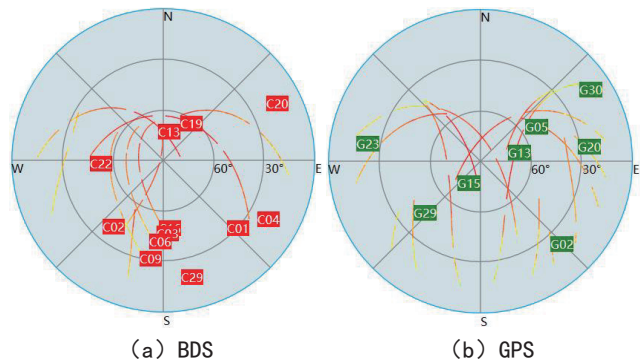 N N
C20 G30
C13 C19 G05
G23 G13 G20
W C22 60° 30° E W 60° 30° E
G15
C02 C01 C04 G29
C06 G02
C09
C29
S S
(a) BDS (b) GPS